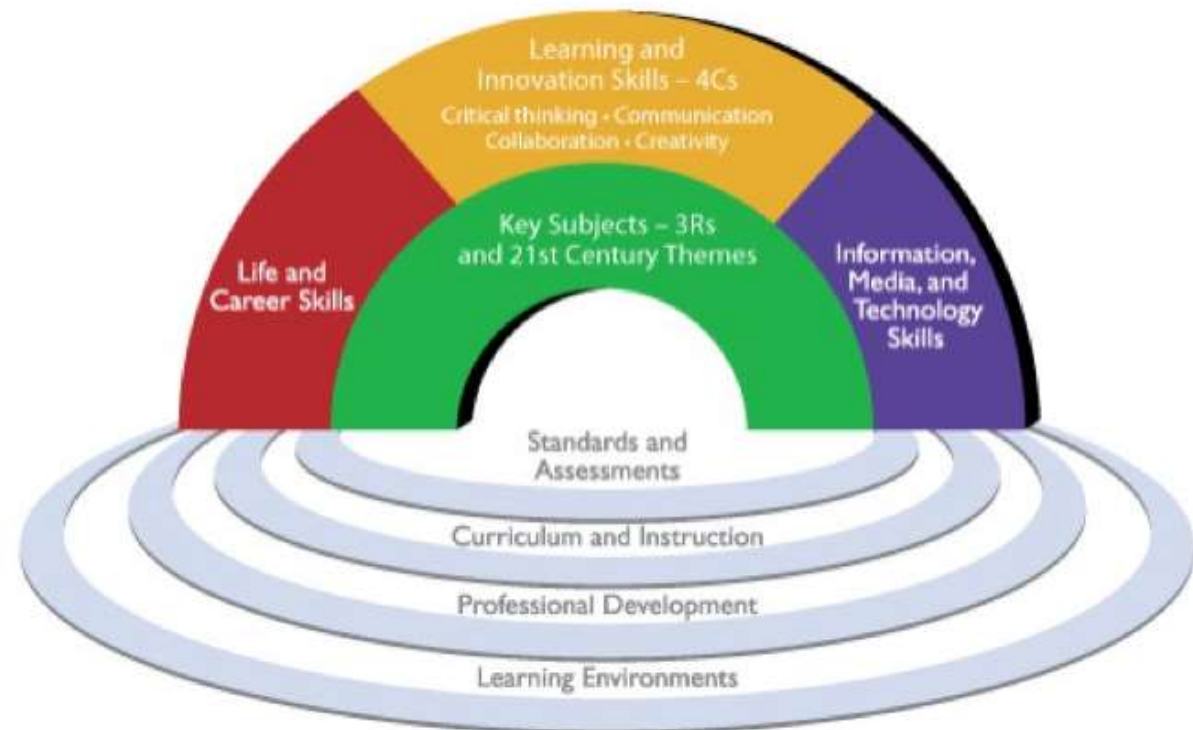 Learning and
Innovation Skills – 4Cs
Critical thinking • Communication
Collaboration • Creativity
Key Subjects – 3Rs
and 21st Century Themes
Life and
Career Skills
Information,
Media, and
Technology
Skills
Standards and
Assessments
Curriculum and Instruction
Professional Development
Learning Environments